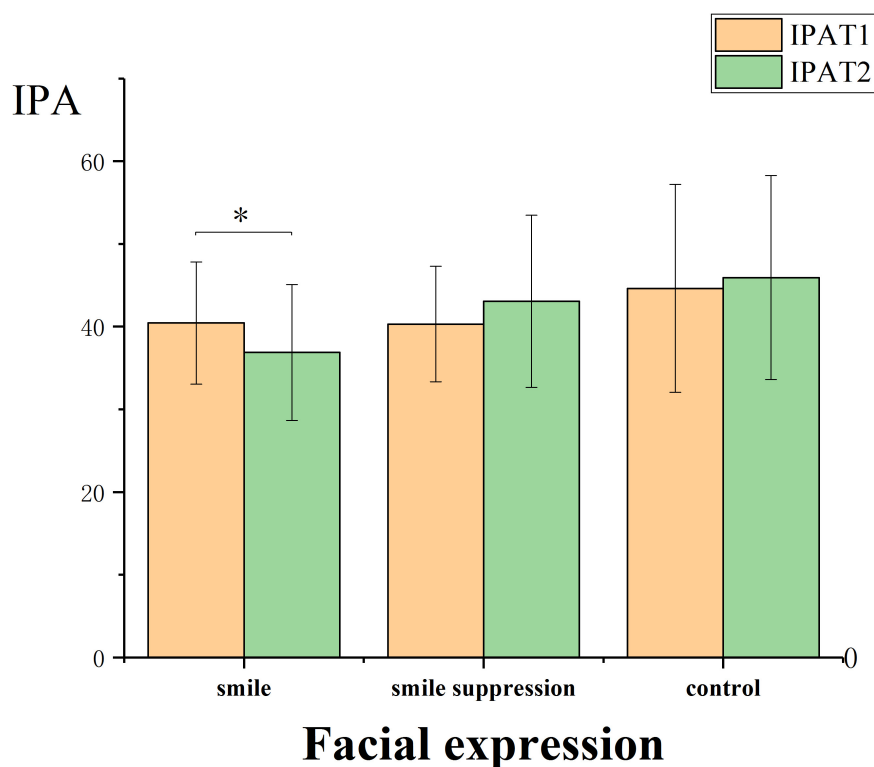 IPAT1
IPAT2
IPA
60
*
40
20
0
0
smile
smile suppression
control
Facial expression